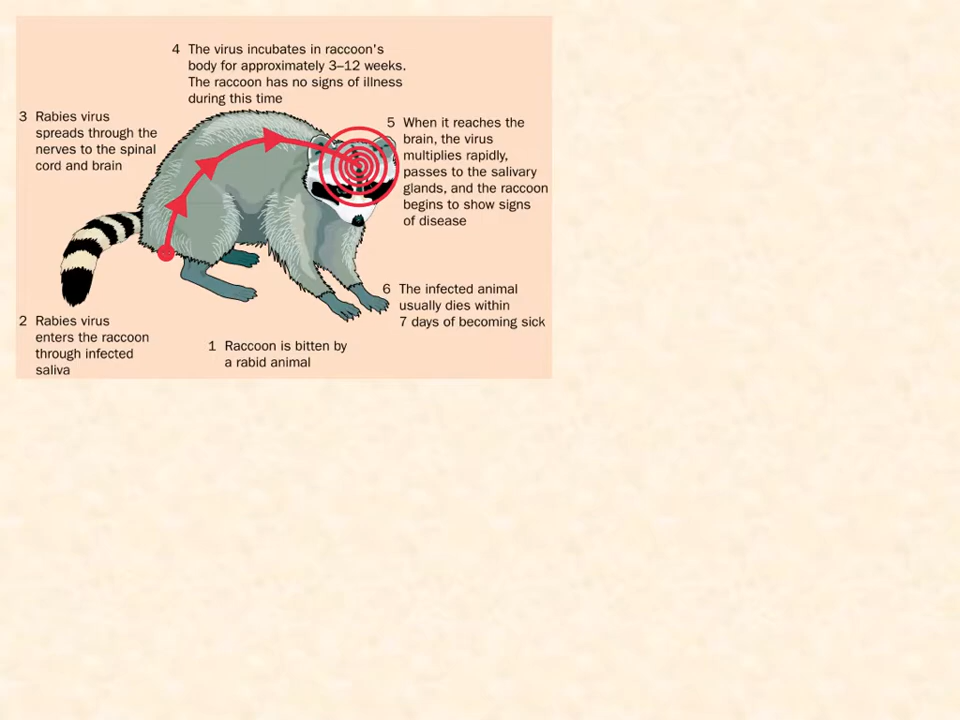 4 The virus incubates in raccoon's
body for approximately 3–12 weeks.
The raccoon has no signs of illness
during this time
3 Rabies virus
spreads through the
nerves to the spinal
cord and brain
5 When it reaches the
brain, the virus
multiplies rapidly,
passes to the salivary
glands, and the raccoon
begins to show signs
of disease
6 The infected animal
usually dies within
7 days of becoming sick
2 Rabies virus
enters the raccoon
through infected
saliva
1 Raccoon is bitten by
a rabid animal